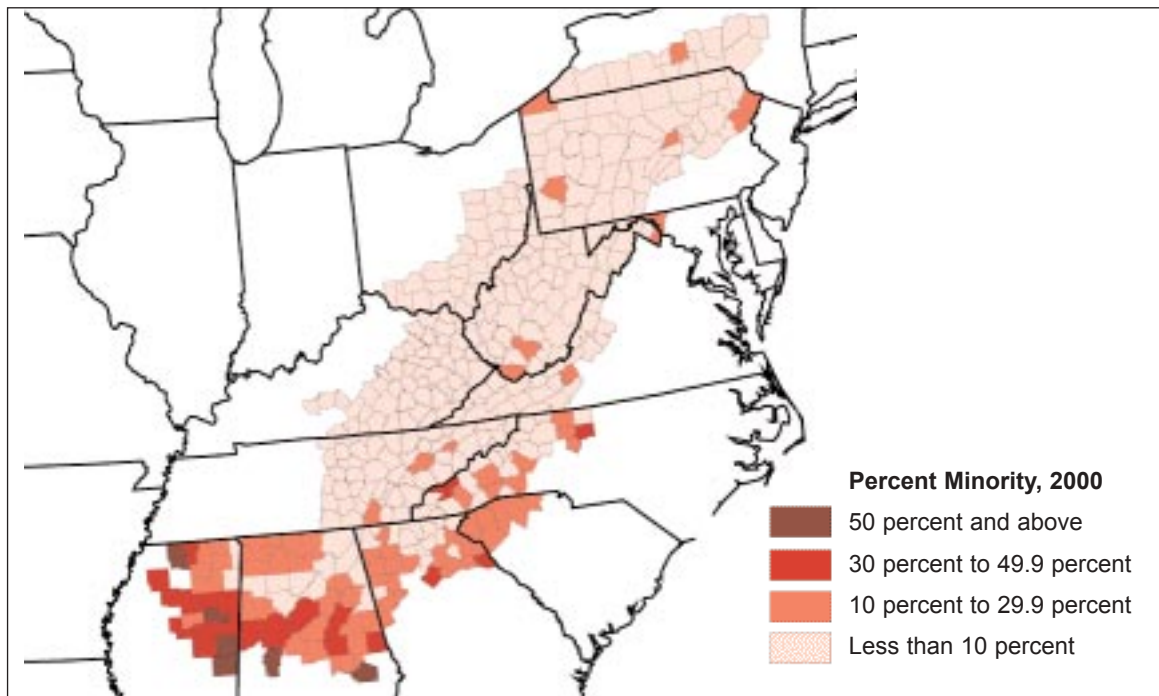 Percent Minority, 2000
50 percent and above
30 percent to 49.9 percent
10 percent to 29.9 percent
Less than 10 percent